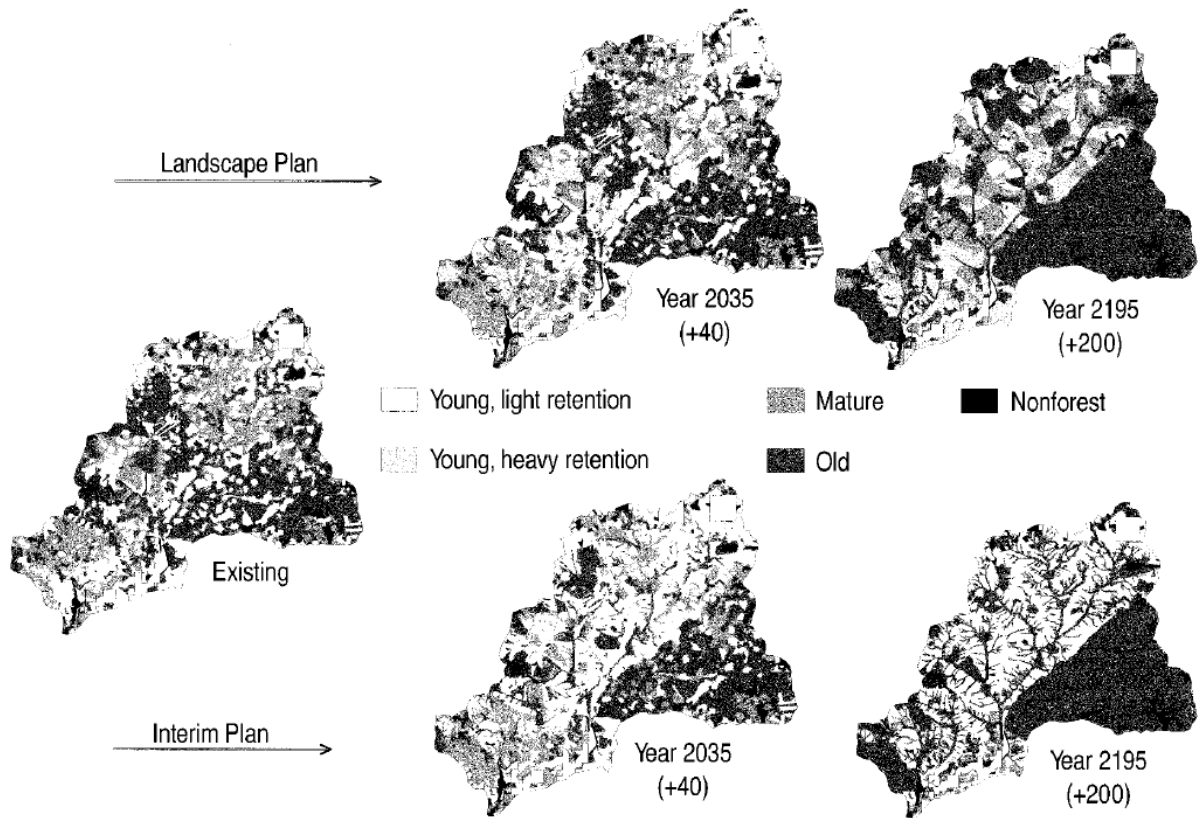 Landscape Plan
Year 2035
(+40)
Year 2195
(+200)
Young, light retention
Mature
Nonforest
Young, heavy retention
Old
Existing
Interim Plan
Year 2035
(+40)
Year 2195
(+200)